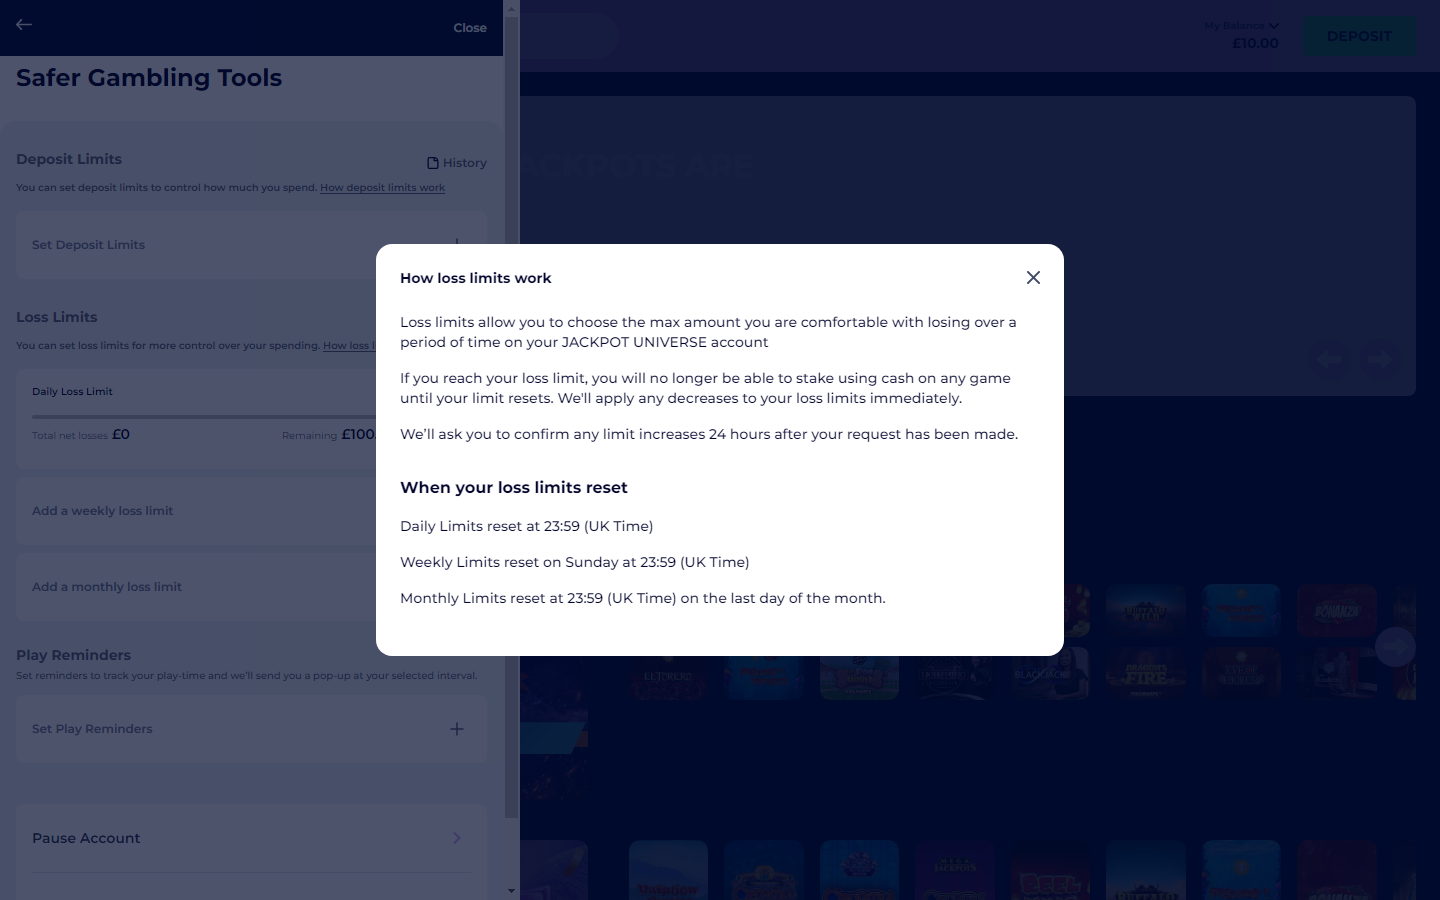 Close
My Balance
£10.00
DEPOSIT
Safer Gambling Tools
Deposit Limits
History
You can set deposit limits to control how much you spend. How deposit limits work
ACKPOTS ARE
Set Deposit Limits
Loss Limits
You can set loss limits for more control over your spending. How loss
Daily Loss Limit
Total net losses £0
Remaining £100.
Add a weekly loss limit
Add a monthly loss limit
Play Reminders
Set reminders to track your play-time and we'll send you a pop-up at your selected interval.
Set Play Reminders
Pause Account
How loss limits work
Loss limits allow you to choose the max amount you are comfortable with losing over a
period of time on your JACKPOT UNIVERSE account
If you reach your loss limit, you will no longer be able to stake using cash on any game
until your limit resets. We'll apply any decreases to your loss limits immediately.
We’ll ask you to confirm any limit increases 24 hours after your request has been made.
When your loss limits reset
Daily Limits reset at 23:59 (UK Time)
Weekly Limits reset on Sunday at 23:59 (UK Time)
Monthly Limits reset at 23:59 (UK Time) on the last day of the month.
BONANZA
EL TORERO
BLACKJACK
DRAGON'S
FIRE
REEL